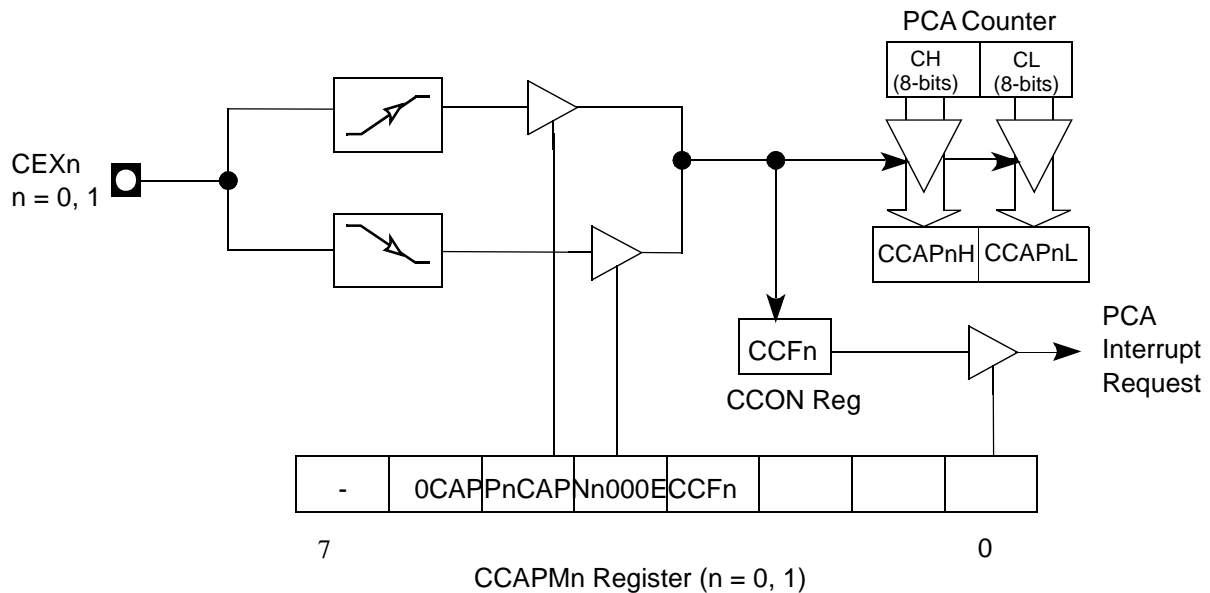 PCA Counter
CH
(8-bits)
CL
(8-bits)
CEXn
n = 0, 1
CCAPnH
CCAPnL
CCFn
CCON Reg
PCA
Interrupt
Request
-
0CAPPnCAPNn000ECCFn
7
0
CCAPMn Register (n = 0, 1)